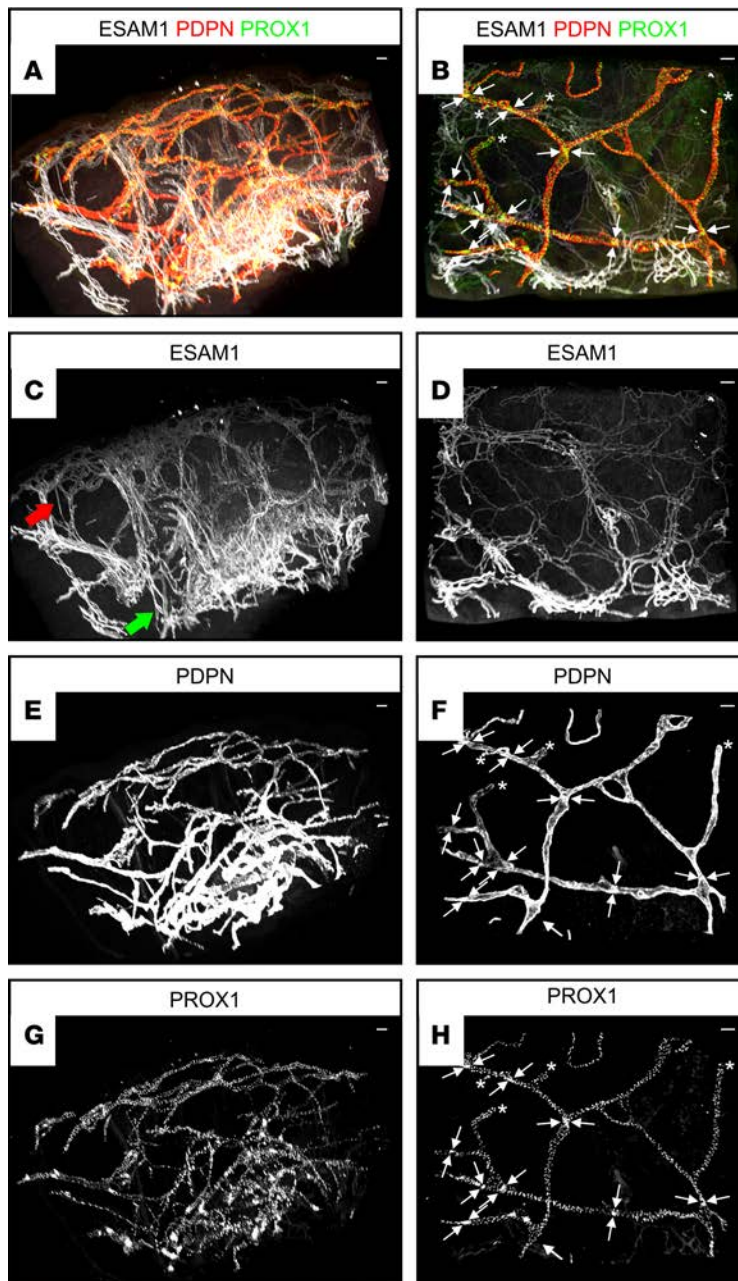 ESAM1 PDPN PROX1
A
ESAM1 PDPN PROX1
B
ESAM1
C
ESAM1
D
PDPN
E
PDPN
F
PROX1
G
PROX1
H